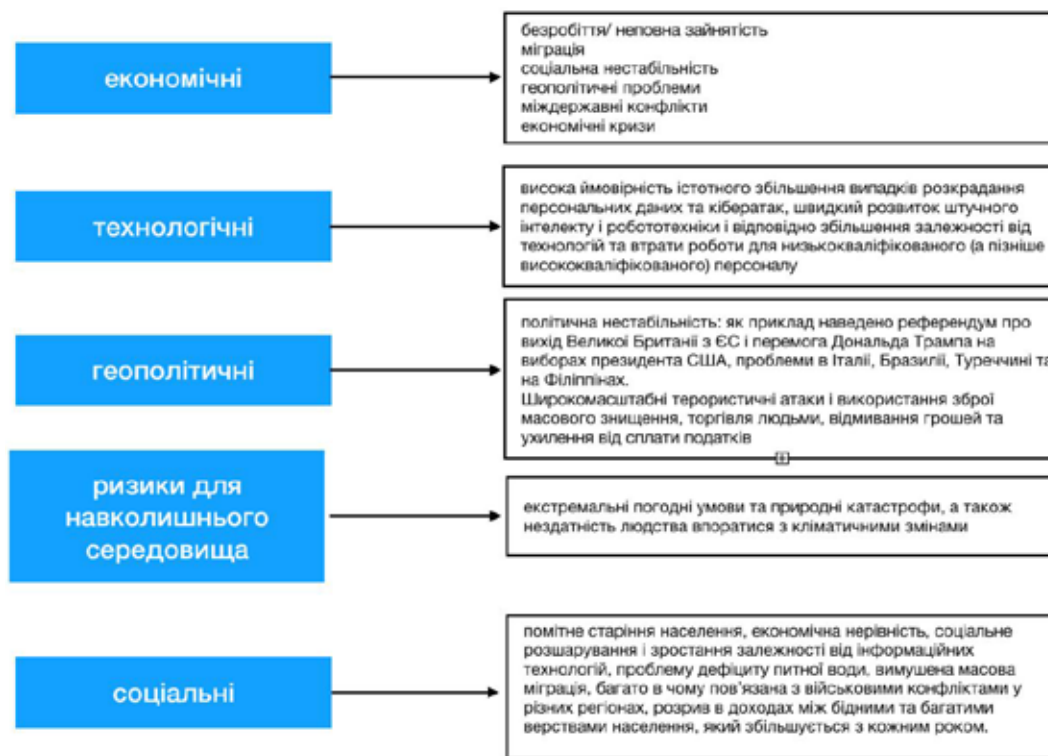 економічні
безробіття/ неповна зайнятість
міграція
соціальна нестабільність
геополітичні проблеми
міждержавні конфлікти
економічні кризи
технологічні
висока ймовірність істотного збільшення випадків розкрадання
персональних даних та кібератак, швидкий розвиток штучного
інтелекту і робототехніки і відповідно збільшення залежності від
технологій та втрати роботи для низькокваліфікованого (а пізніше
висококваліфікованого) персоналу
геополітичні
політична нестабільність: як приклад наведено референдум про
вихід Великої Британії з ЄС і перемога Дональда Трампа на
виборах президента США, проблеми в Італії, Бразилії, Туреччині та
на Філіппінах.
Широкомасштабні терористичні атаки і використання зброї
масового знищення, торгівля людьми, відмивання грошей та
ухилення від сплати податків
ризики для
навколишнього
середовища
екстремальні погодні умови та природні катастрофи, а також
нездатність людства впоратися з кліматичними змінами
соціальні
помітне старіння населення, економічна нерівність, соціальне
розшарування і зростання залежності від інформаційних
технологій, проблему дефіциту питної води, вимушена масова
міграція, багато в чому пов'язана з військовими конфліктами у
різних регіонах, розрив в доходах між бідними та багатими
верствами населення, який збільшується з кожним роком.